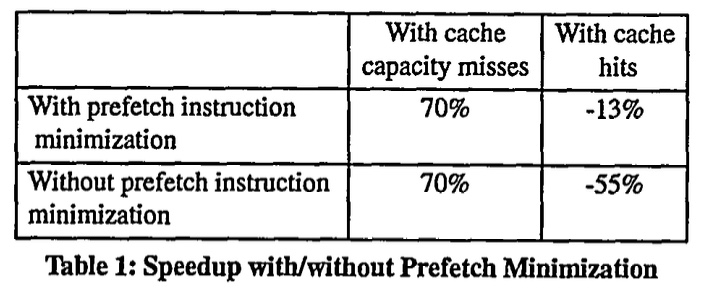 With cache capacity misses
With cache hits
With prefetch instruction minimization
70%
-13%
Without prefetch instruction minimization
70%
-55%
Table 1: Speedup with/without Prefetch Minimization